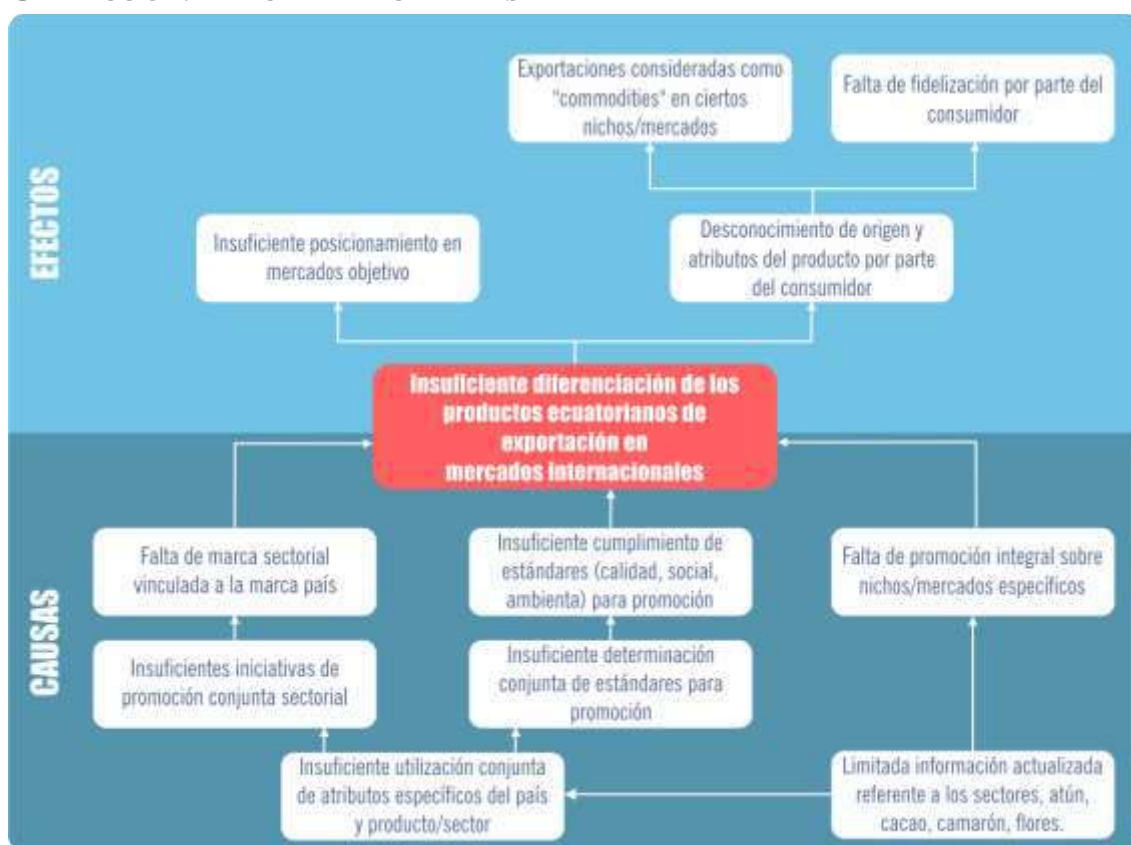 EFECTOS
Exportaciones consideradas como
"commodities" en ciertos
nichos/mercados
Falta de fidelización por parte del
consumidor
Insuficiente posicionamiento en
mercados objetivo
Desconocimiento de origen y
atributos del producto por parte
del consumidor
Insuficiente diferenciación de los
productos ecuatorianos de
exportación en
mercados internacionales
CAUSAS
Falta de marca sectorial
vinculada a la marca país
Insuficiente cumplimiento de
estándares (calidad, social,
ambienta) para promoción
Falta de promoción integral sobre
nichos/mercados específicos
Insuficientes iniciativas de
promoción conjunta sectorial
Insuficiente determinación
conjunta de estándares para
promoción
Insuficiente utilización conjunta
de atributos específicos del país
y producto/sector
Limitada información actualizada
referente a los sectores, atún,
cacao, camarón, flores.